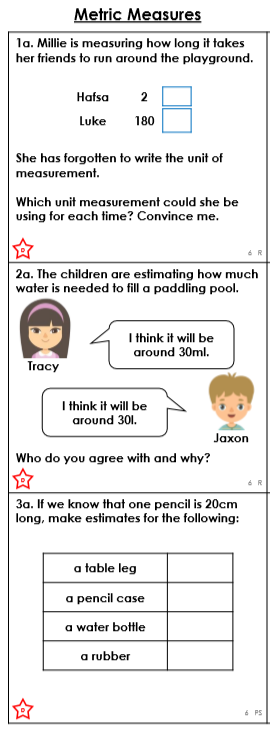 Metric Measures
1a. Millie is measuring how long it takes
her friends to run around the playground.
Hafsa 2
Luke 180
She has forgotten to write the unit of
measurement.
Which unit measurement could she be
using for each time? Convince me.
D
6 R
2a. The children are estimating how much
water is needed to fill a paddling pool.
I think it will be
around 30ml.
Tracy
I think it will be
around 30l.
Jaxon
Who do you agree with and why?
D
6 R
3a. If we know that one pencil is 20cm
long, make estimates for the following:
a table leg
a pencil case
a water bottle
a rubber
D
6 PS